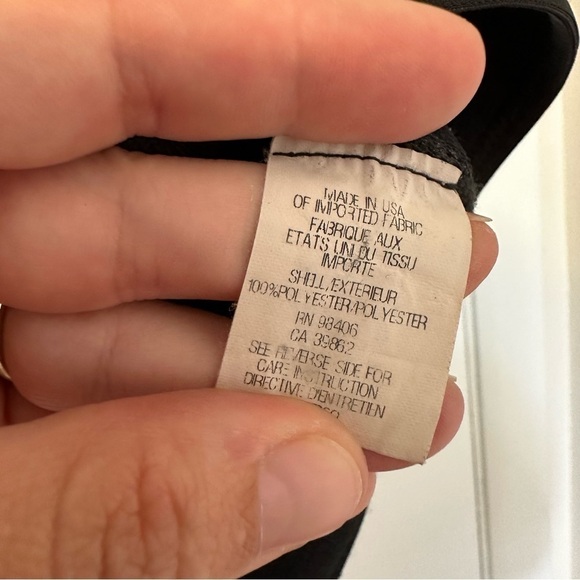 MADE IN USA
OF IMPORTED FABRIC
FABRIQUE AUX
ETATS UNI DU TISSU
IMPORTE
SHELL/EXTERIEUR
100%POLYESTER/POLYESTER
RN 98406
CA 39862
SEE REVERSE SIDE FOR
CARE INSTRUCTION
DIRECTIVE D'ENTRETIEN